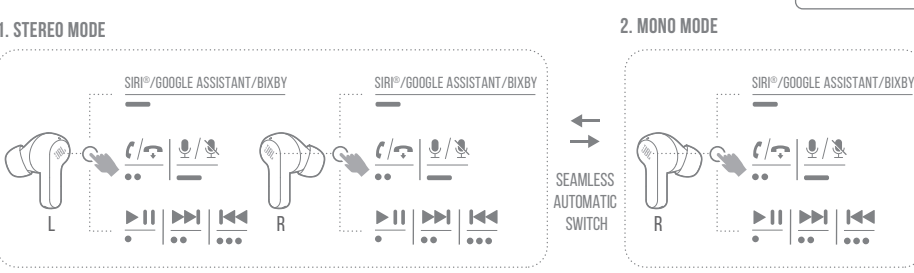 1. STEREO MODE
SIRI®/GOOGLE ASSISTANT/BIXBY
L
SIRI®/GOOGLE ASSISTANT/BIXBY
R
SEAMLESS
AUTOMATIC
SWITCH
2. MONO MODE
SIRI®/GOOGLE ASSISTANT/BIXBY
R